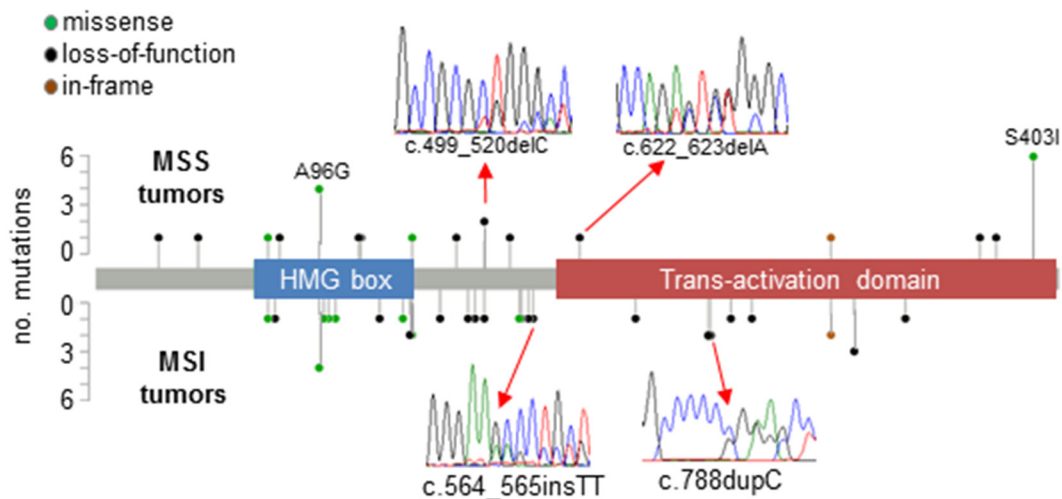 missense
loss-of-function
in-frame
c.499_520delC
c.622_623delA
S403I
6
MSS
tumors
A96G
3
0
no. mutations
HMG box
Trans-activation domain
0
3
MSI
tumors
6
c.564_565insTT
c.788dupC